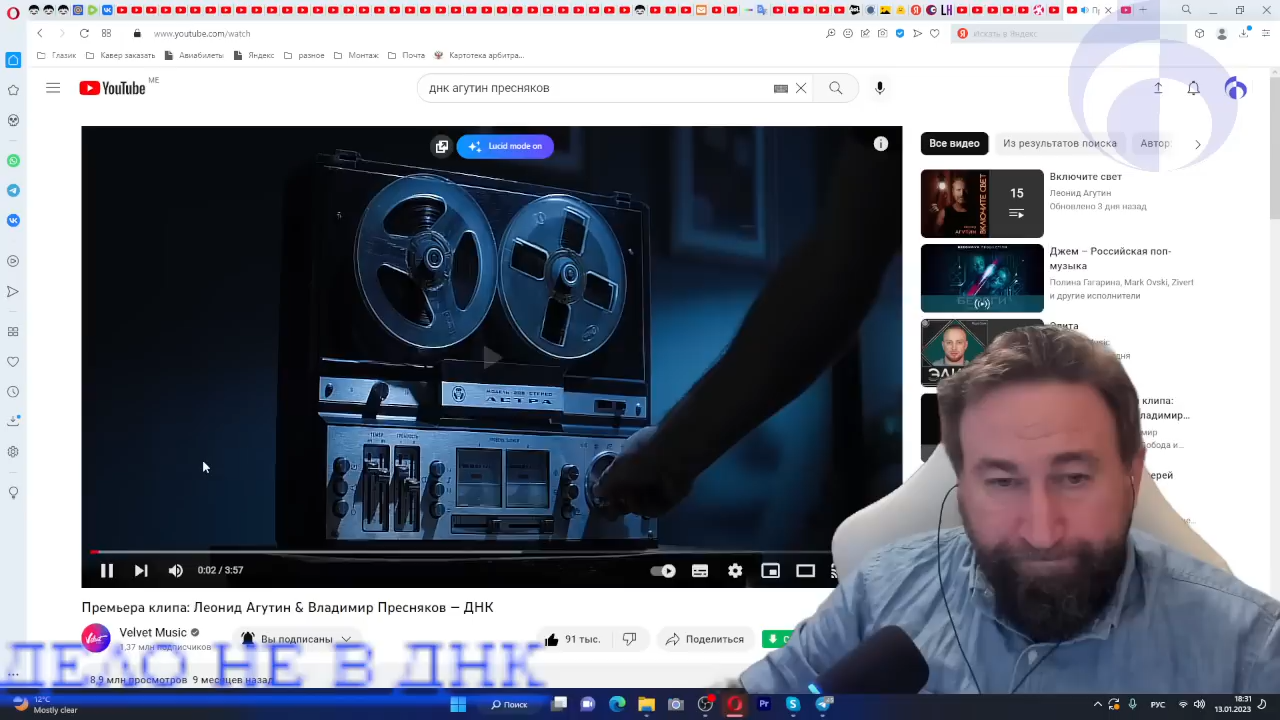 www.youtube.com/watch
Искать в Яндекс
Глазик
Кавер заказать
Авиабилеты
Яндекс
разное
Монтаж
Почта
Картотека арбитра...
YouTube
ME
днк агутин пресняков
Lucid mode on
АСТРА
0:02 / 3:57
Премьера клипа: Леонид Агутин & Владимир Пресняков — ДНК
Velvet Music
1,37 млн подписчиков
Вы подписаны
91 тыс.
Поделиться
8,9 млн просмотров 9 месяцев назад
Все видео
Из результатов поиска
Автор:
ВКЛЮЧИТЕ СВЕТ
15
Включите свет
Леонид Агутин
Обновлено 3 дня назад
Джем – Российская поп-
музыка
Полина Гагарина, Mark Ovski, Zivert
и другие исполнители
клипа:
НЕ В ДНК
12°C
Mostly clear
Поиск
РУС
18:31
13.01.2023